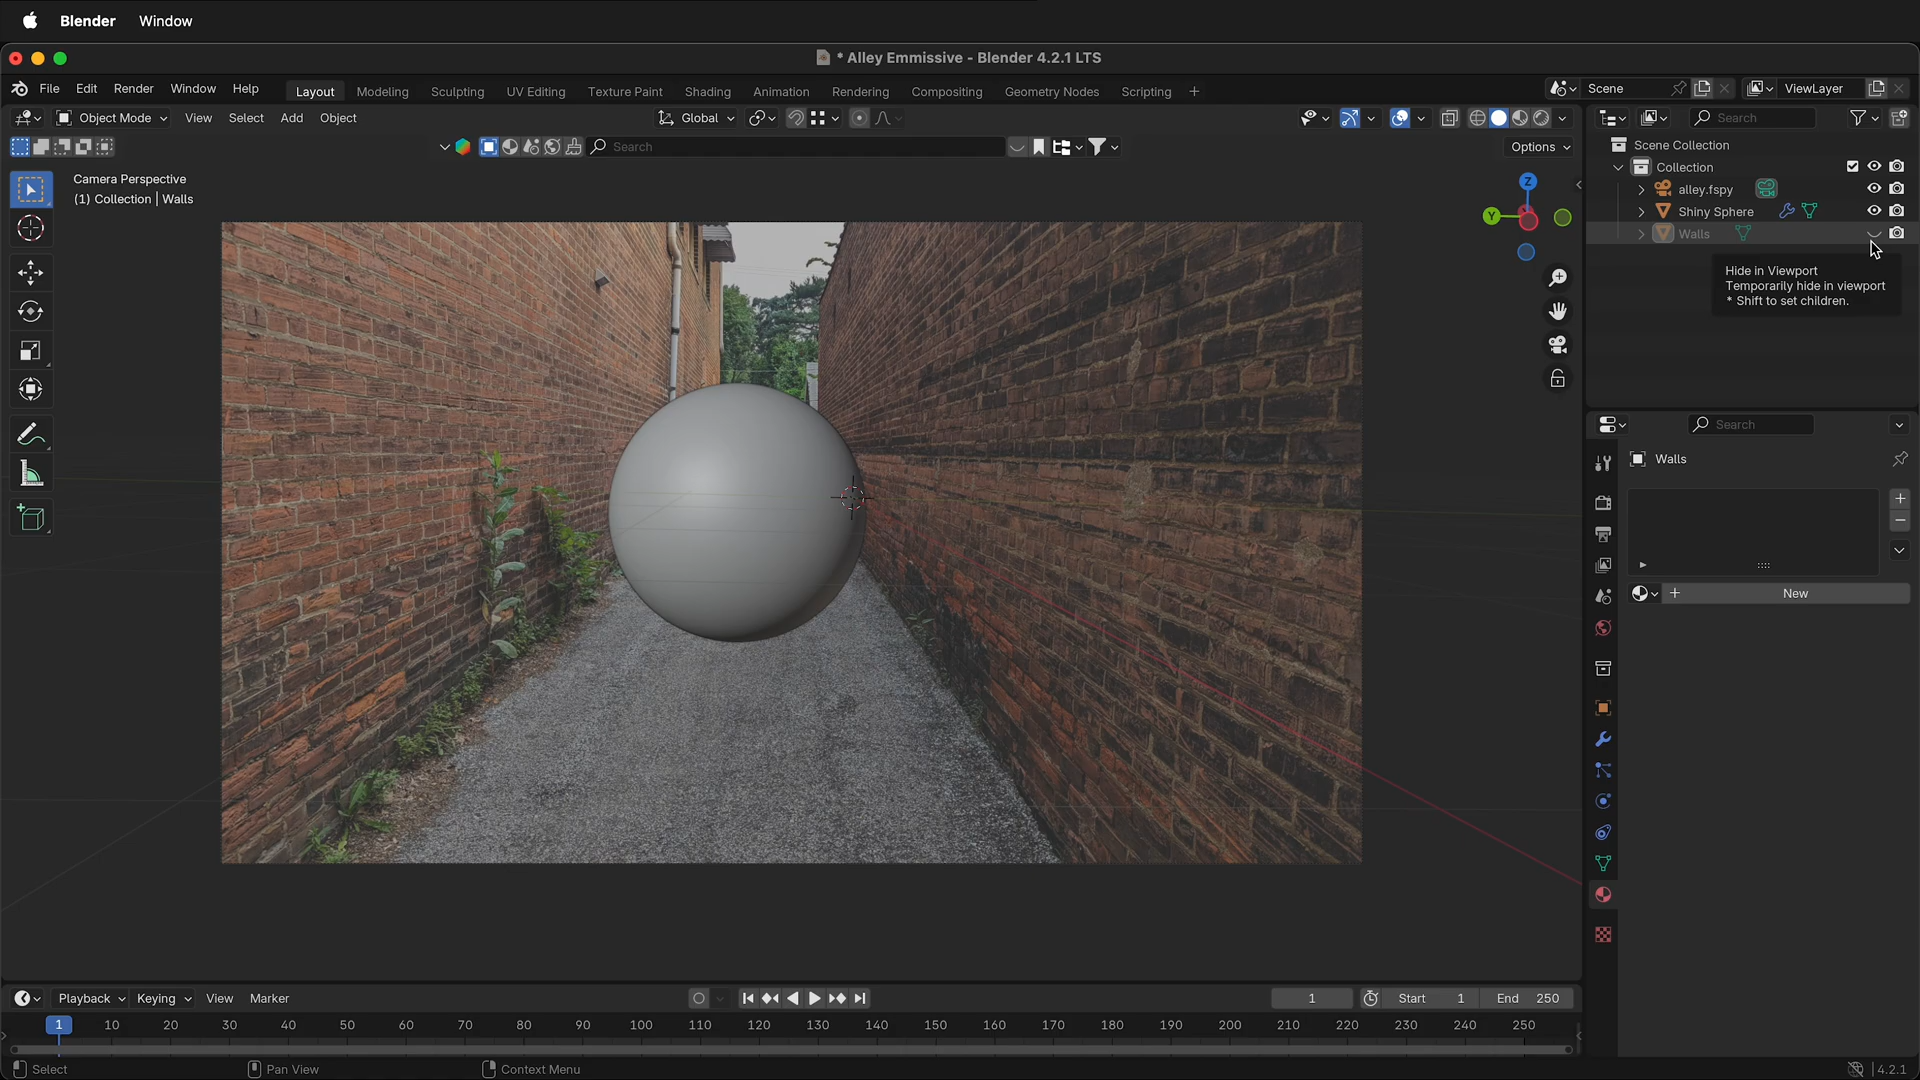 Blender Window
* Alley Emmissive - Blender 4.2.1 LTS
File Edit Render Window Help Layout Modeling Sculpting UV Editing Texture Paint Shading Animation Rendering Compositing Geometry Nodes Scripting + Scene ViewLayer
Object Mode View Select Add Object Global Search
Search Options
Scene Collection
Collection
alley.fspy
Shiny Sphere
Walls
Camera Perspective
(1) Collection | Walls
Z
Y
Hide in Viewport
Temporarily hide in viewport
* Shift to set children.
Search
Walls
+ New
Playback Keying View Marker 1 Start 1 End 250
1 10 20 30 40 50 60 70 80 90 100 110 120 130 140 150 160 170 180 190 200 210 220 230 240 250
Select Pan View Context Menu 4.2.1